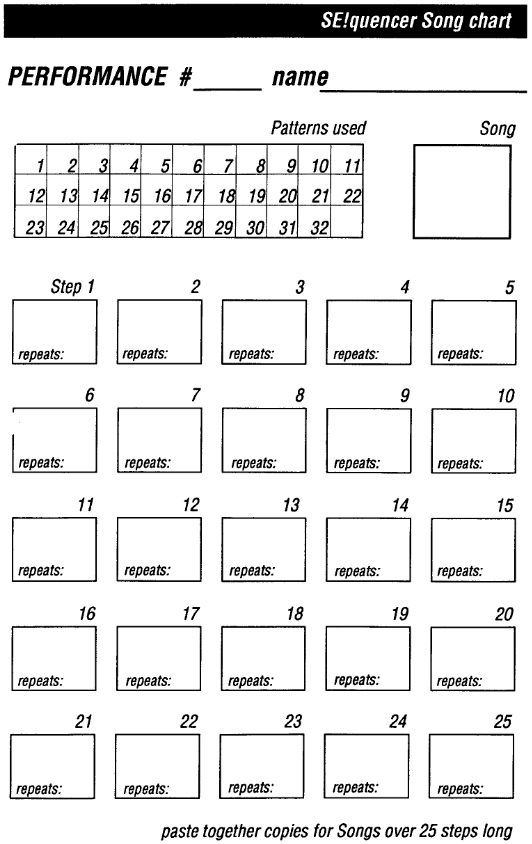 SE!quencer Song chart
PERFORMANCE # name
Patterns used Song
1 2 3 4 5 6 7 8 9 10 11
12 13 14 15 16 17 18 19 20 21 22
23 24 25 26 27 28 29 30 31 32
Step 1 2 3 4 5
repeats: repeats: repeats: repeats: repeats:
6 7 8 9 10
repeats: repeats: repeats: repeats: repeats:
11 12 13 14 15
repeats: repeats: repeats: repeats: repeats:
16 17 18 19 20
repeats: repeats: repeats: repeats: repeats:
21 22 23 24 25
repeats: repeats: repeats: repeats: repeats:
paste together copies for Songs over 25 steps long